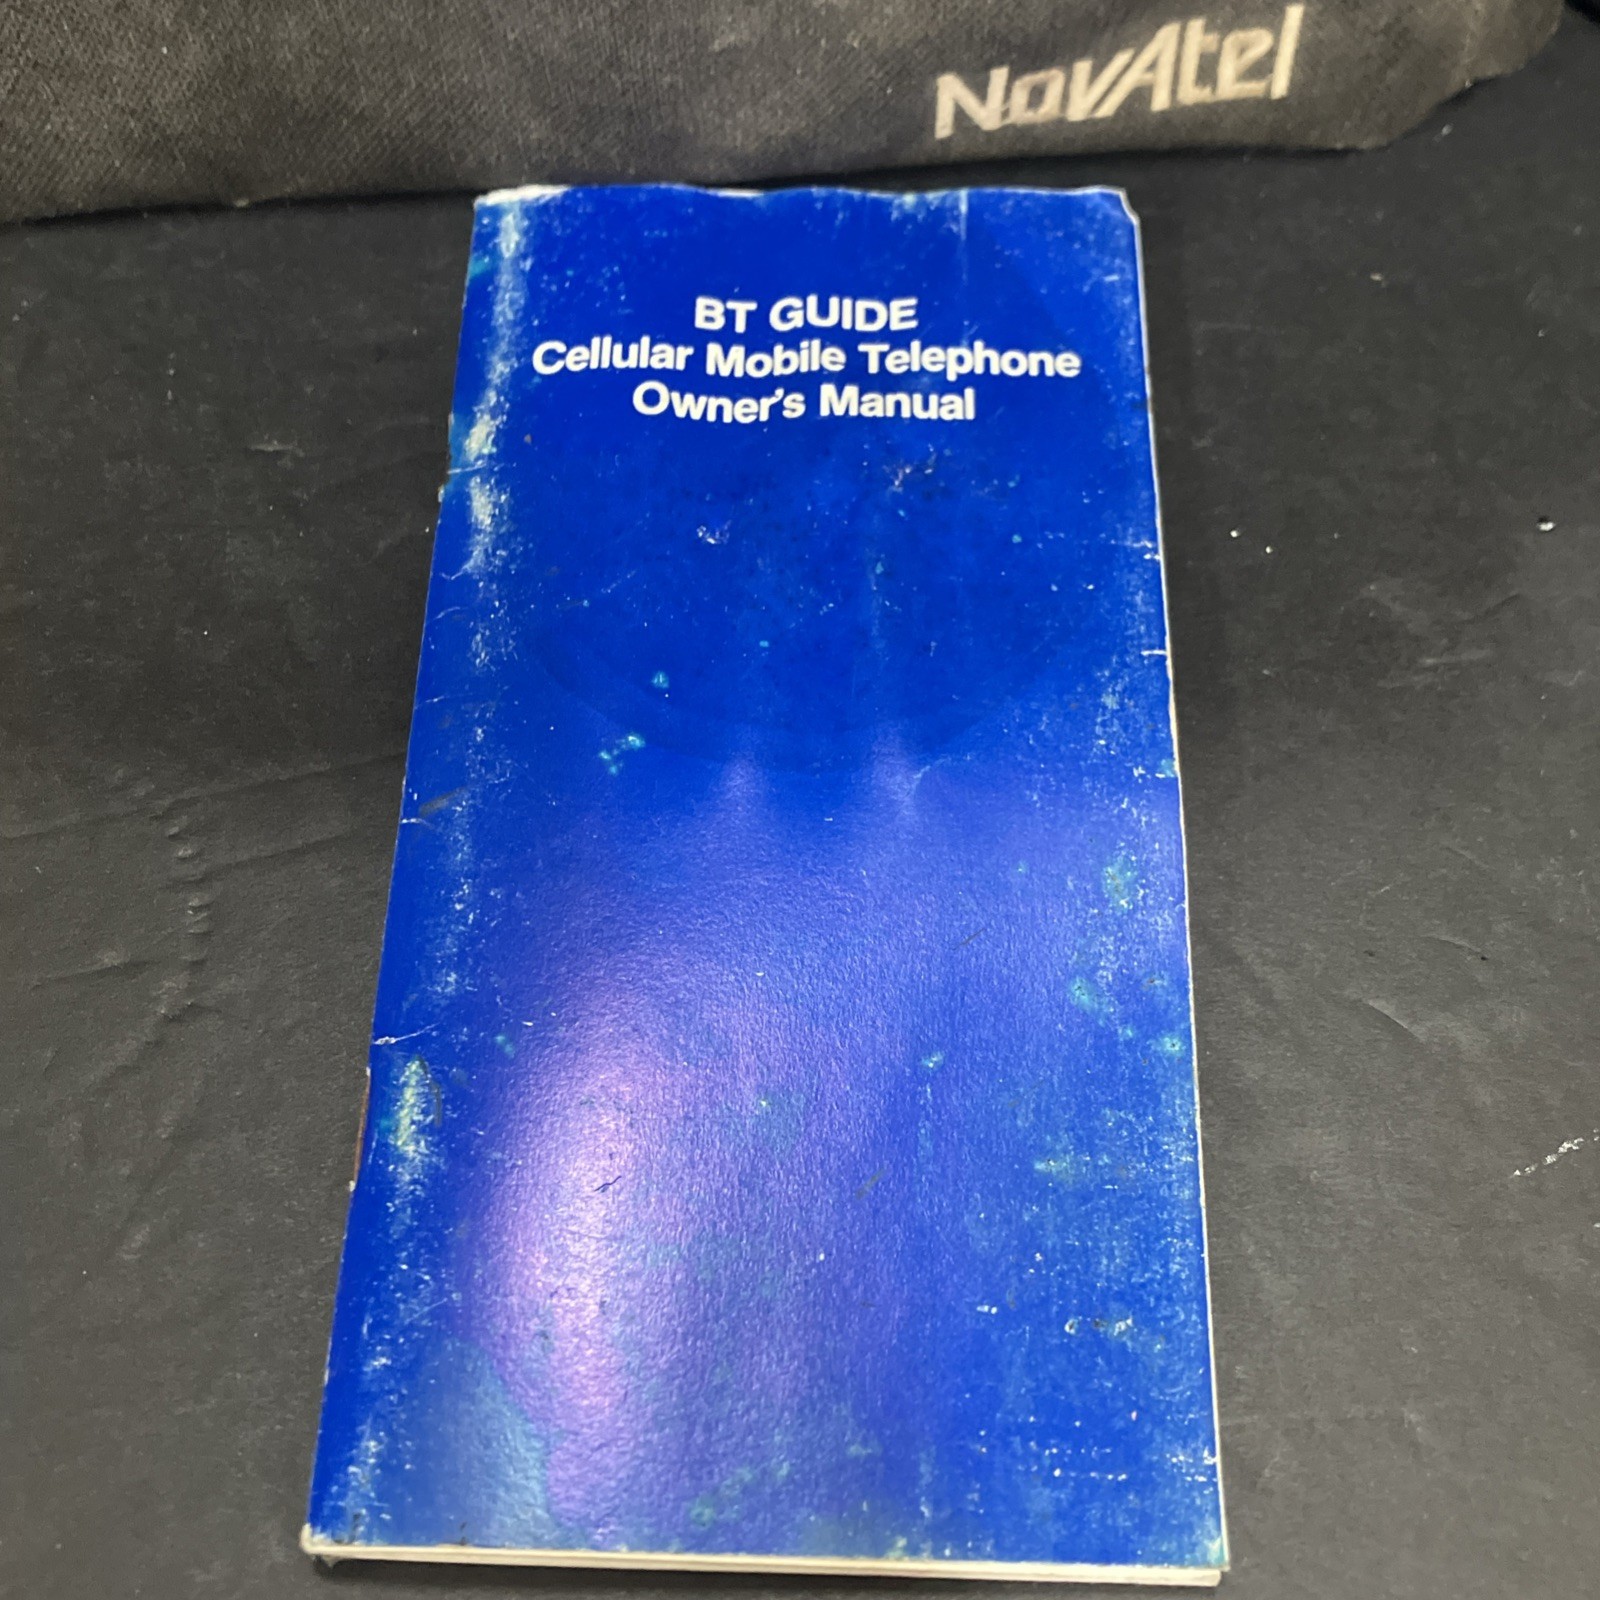 NovAtel
BT GUIDE
Cellular Mobile Telephone
Owner's Manual